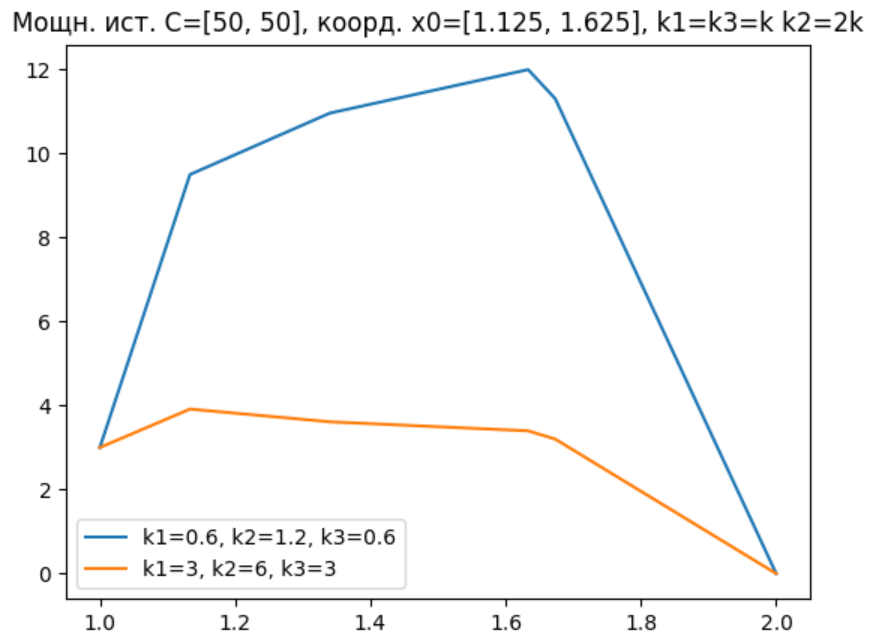 Мощн. ист. C=[50, 50], коорд. x0=[1.125, 1.625], k1=k3=k k2=2k
12
10
8
6
4
2
0
k1=0.6, k2=1.2, k3=0.6
k1=3, k2=6, k3=3
1.0 1.2 1.4 1.6 1.8 2.0